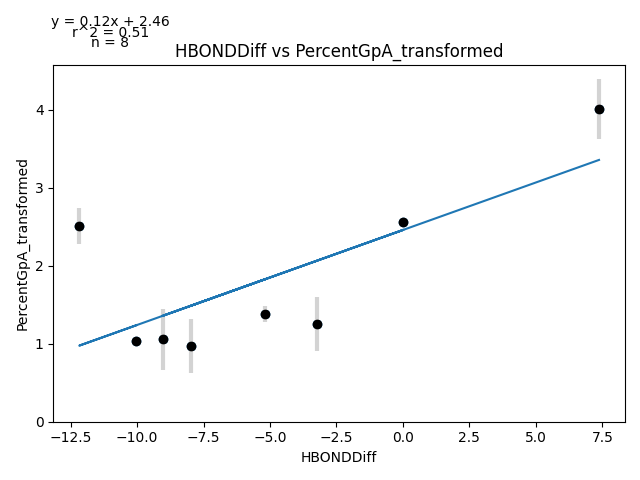 y = 0.12x + 2.46
r^2 = 0.51
n = 8
HBONDDiff vs PercentGpA_transformed
PercentGpA_transformed
4
3
2
1
0
−12.5 −10.0 −7.5 −5.0 −2.5 0.0 2.5 5.0 7.5
HBONDDiff